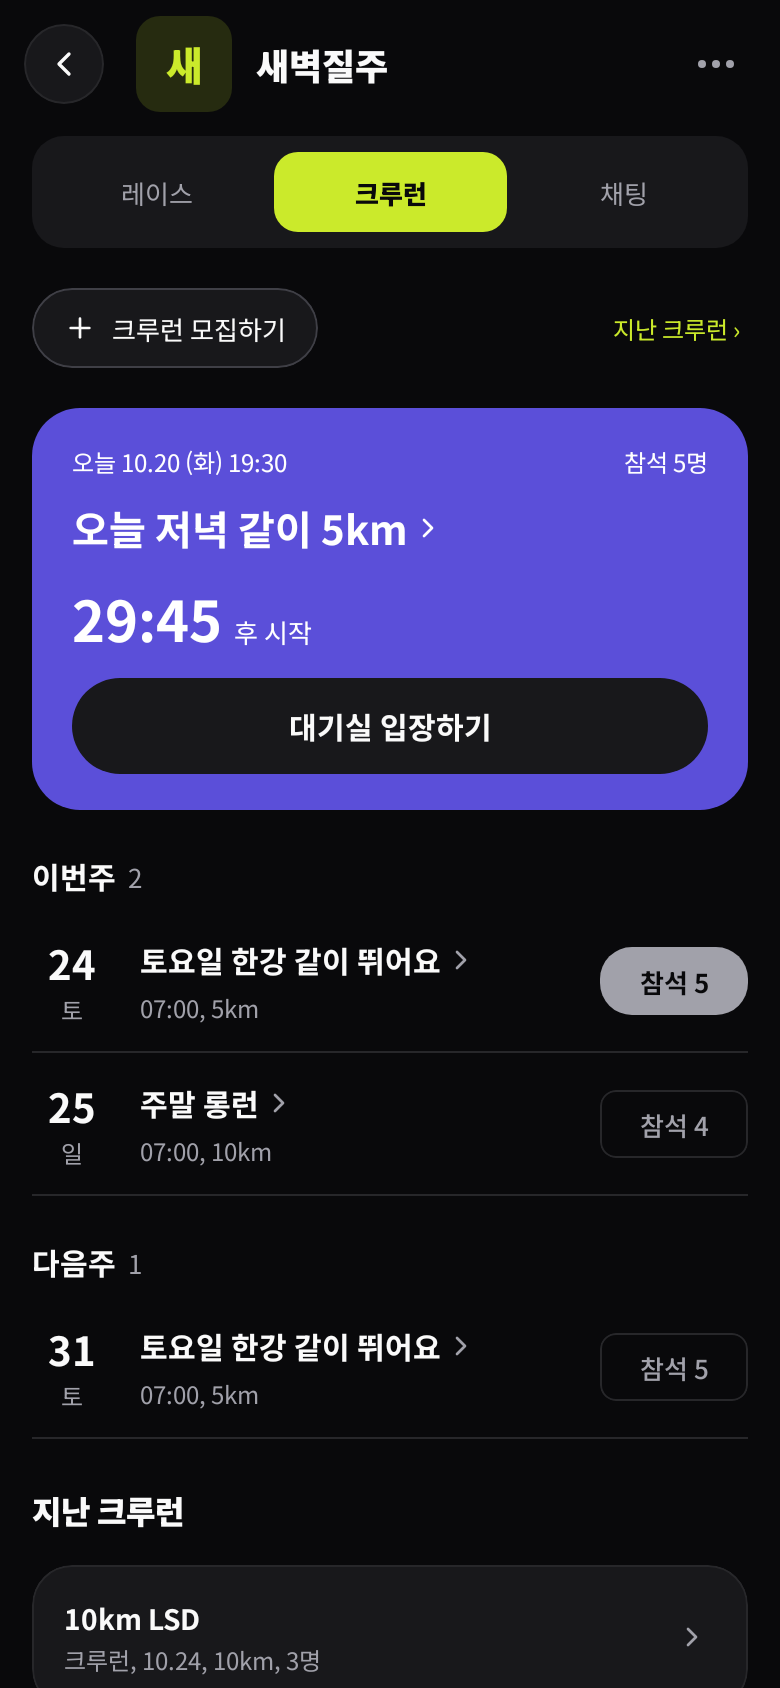 새 새벽질주
레이스 크루런 채팅
크루런 모집하기 지난 크루런 ›
오늘 10.20 (화) 19:30 참석 5명
오늘 저녁 같이 5km
29:45 후 시작
대기실 입장하기
이번주 2
24 토요일 한강 같이 뛰어요 참석 5
토 07:00, 5km
25 주말 롱런 참석 4
일 07:00, 10km
다음주 1
31 토요일 한강 같이 뛰어요 참석 5
토 07:00, 5km
지난 크루런
10km LSD
크루런, 10.24, 10km, 3명